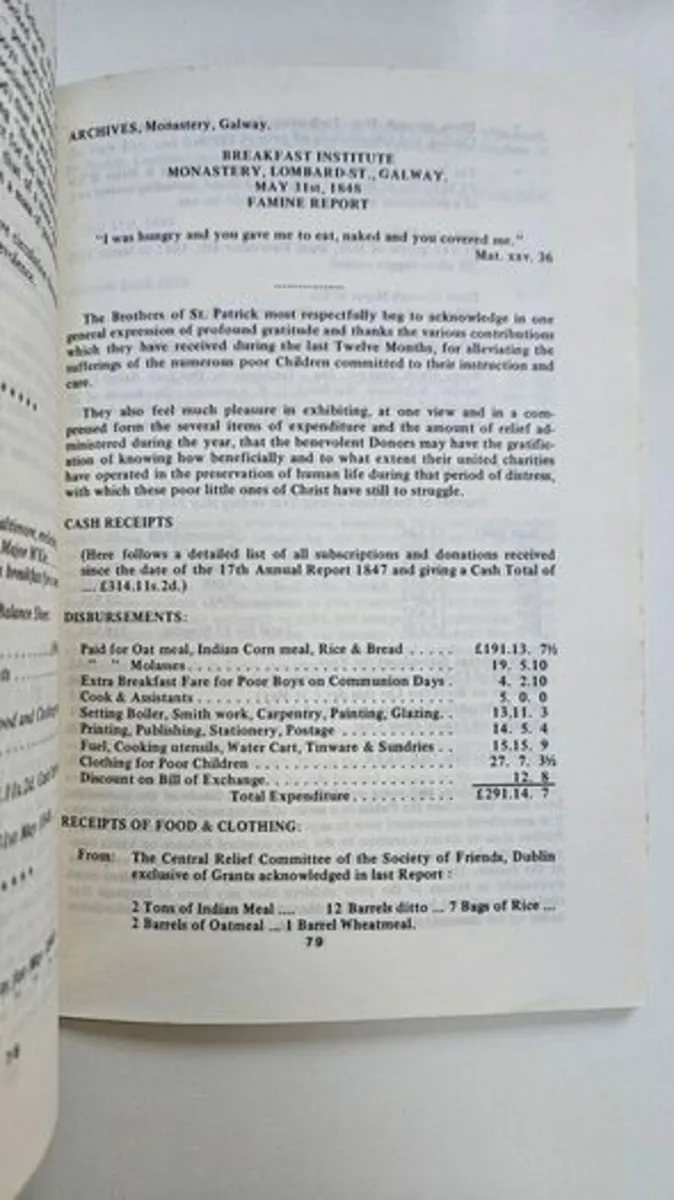 ARCHIVES, Monastery, Galway.
BREAKFAST INSTITUTE
MONASTERY, LOMBARD-ST., GALWAY.
MAY 31st, 1848
FAMINE REPORT
"I was hungry and you gave me to eat, naked and you covered me."
Mat. xxv. 36
The Brothers of St. Patrick most respectfully beg to acknowledge in one
general expression of profound gratitude and thanks the various contributions
which they have received during the last Twelve Months, for alleviating the
sufferings of the numerous poor Children committed to their instruction and
care.
They also feel much pleasure in exhibiting, at one view and in a com-
pressed form the several items of expenditure and the amount of relief ad-
ministered during the year, that the benevolent Donors may have the gratific-
ation of knowing how beneficially and to what extent their united charities
have operated in the preservation of human life during that period of distress,
with which these poor little ones of Christ have still to struggle.
CASH RECEIPTS
(Here follows a detailed list of all subscriptions and donations received
since the date of the 17th Annual Report 1847 and giving a Cash Total of
.... £314.11s.2d.)
DISBURSEMENTS:
Paid for Oat meal, Indian Corn meal, Rice & Bread ..... £191.13. 7½
" " Molasses............................ 19. 5.10
Extra Breakfast Fare for Poor Boys on Communion Days . 4. 2.10
Cook & Assistants ........................... 5. 0. 0
Setting Boiler, Smith work, Carpentry, Painting, Glazing. . 13.11. 3
Printing, Publishing, Stationery, Postage ............ 14. 5. 4
Fuel, Cooking utensils, Water Cart, Tinware & Sundries . . 15.15. 9
Clothing for Poor Children ..................... 27. 7. 3½
Discount on Bill of Exchange.................... 12. 8
Total Expenditure........... £291.14. 7
RECEIPTS OF FOOD & CLOTHING:
From: The Central Relief Committee of the Society of Friends, Dublin
exclusive of Grants acknowledged in last Report :
2 Tons of Indian Meal .... 12 Barrels ditto ... 7 Bags of Rice ...
2 Barrels of Oatmeal ... 1 Barrel Wheatmeal.
79